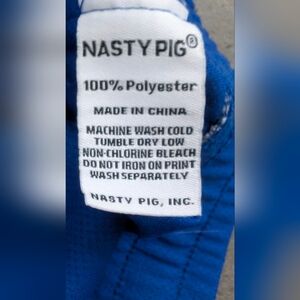 NASTY PIG®
100% Polyester
MADE IN CHINA
MACHINE WASH COLD
TUMBLE DRY LOW
NON-CHLORINE BLEACH
DO NOT IRON ON PRINT
WASH SEPARATELY
NASTY PIG, INC.